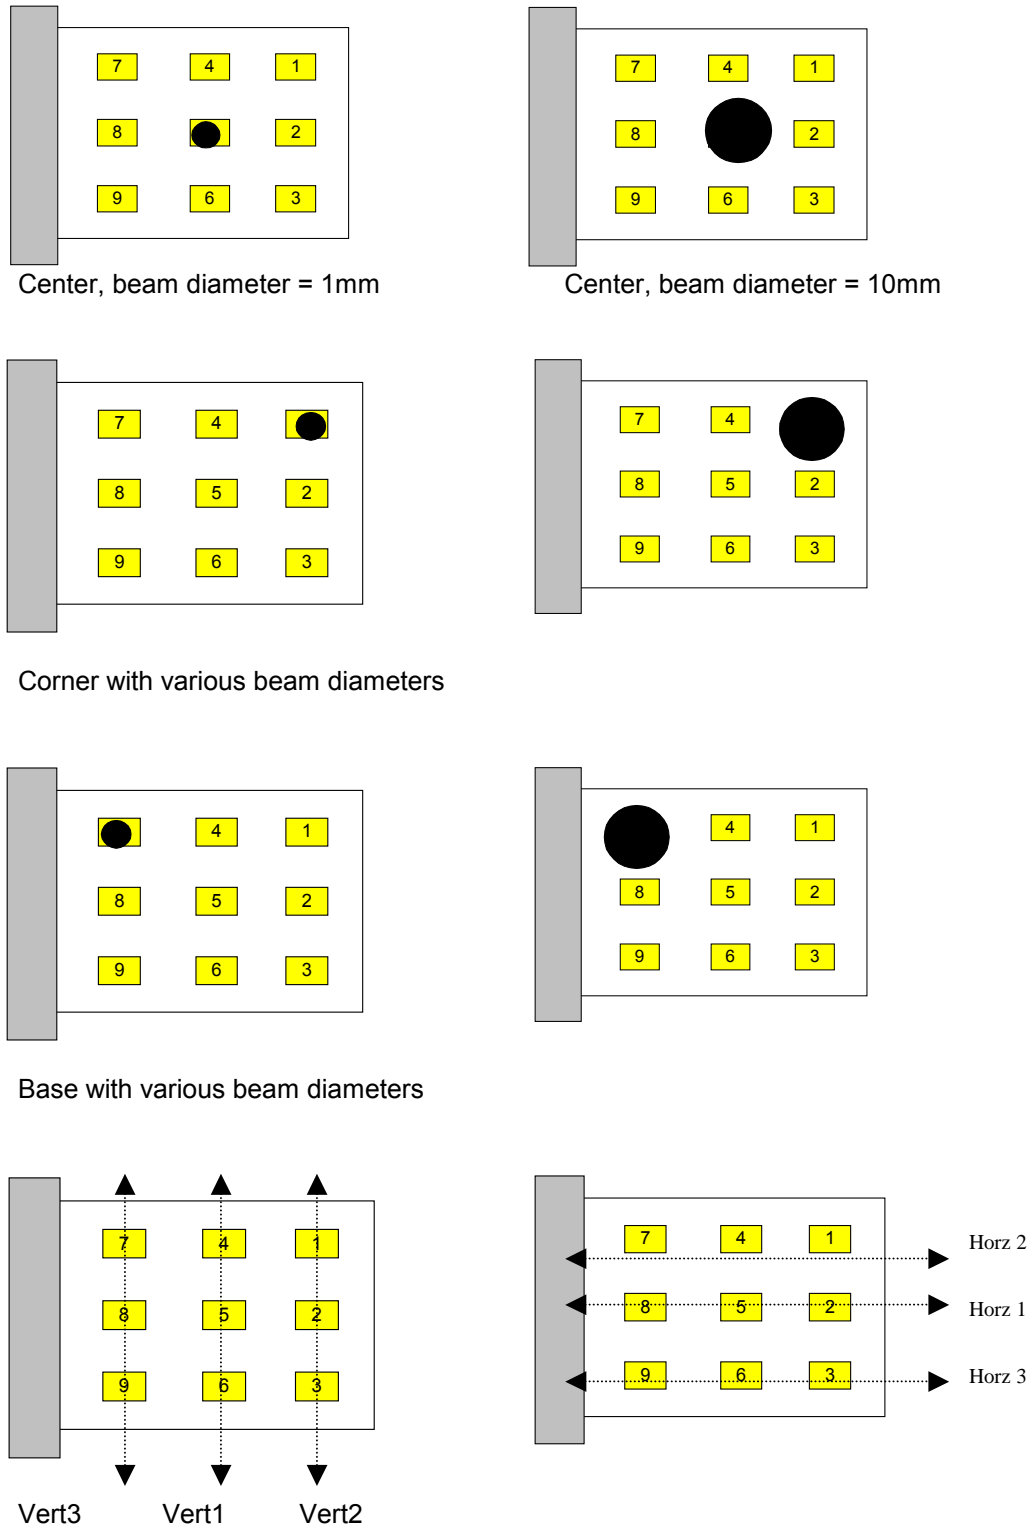 7 4 1 7 4 1
8 2 8 2
9 6 3 9 6 3
Center, beam diameter = 1mm Center, beam diameter = 10mm
7 4 7 4
8 5 2 8 5 2
9 6 3 9 6 3
Corner with various beam diameters
4 1 4 1
8 5 2 8 5 2
9 6 3 9 6 3
Base with various beam diameters
7 4 1 7 4 1 Horz 2
8 5 2 8 5 2 Horz 1
9 6 3 9 6 3 Horz 3
Vert3 Vert1 Vert2